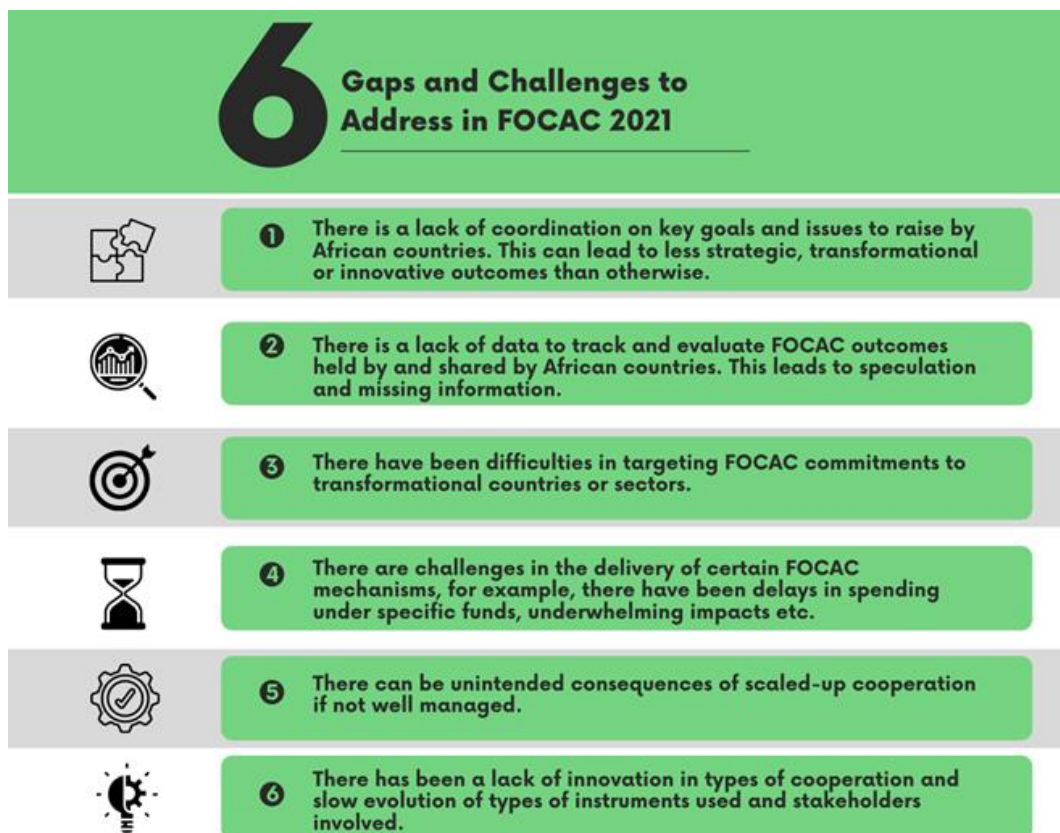 6
Gaps and Challenges to
Address in FOCAC 2021
❶ There is a lack of coordination on key goals and issues to raise by
African countries. This can lead to less strategic, transformational
or innovative outcomes than otherwise.
❷ There is a lack of data to track and evaluate FOCAC outcomes
held by and shared by African countries. This leads to speculation
and missing information.
❸ There have been difficulties in targeting FOCAC commitments to
transformational countries or sectors.
❹ There are challenges in the delivery of certain FOCAC
mechanisms, for example, there have been delays in spending
under specific funds, underwhelming impacts etc.
❺ There can be unintended consequences of scaled-up cooperation
if not well managed.
❻ There has been a lack of innovation in types of cooperation and
slow evolution of types of instruments used and stakeholders
involved.